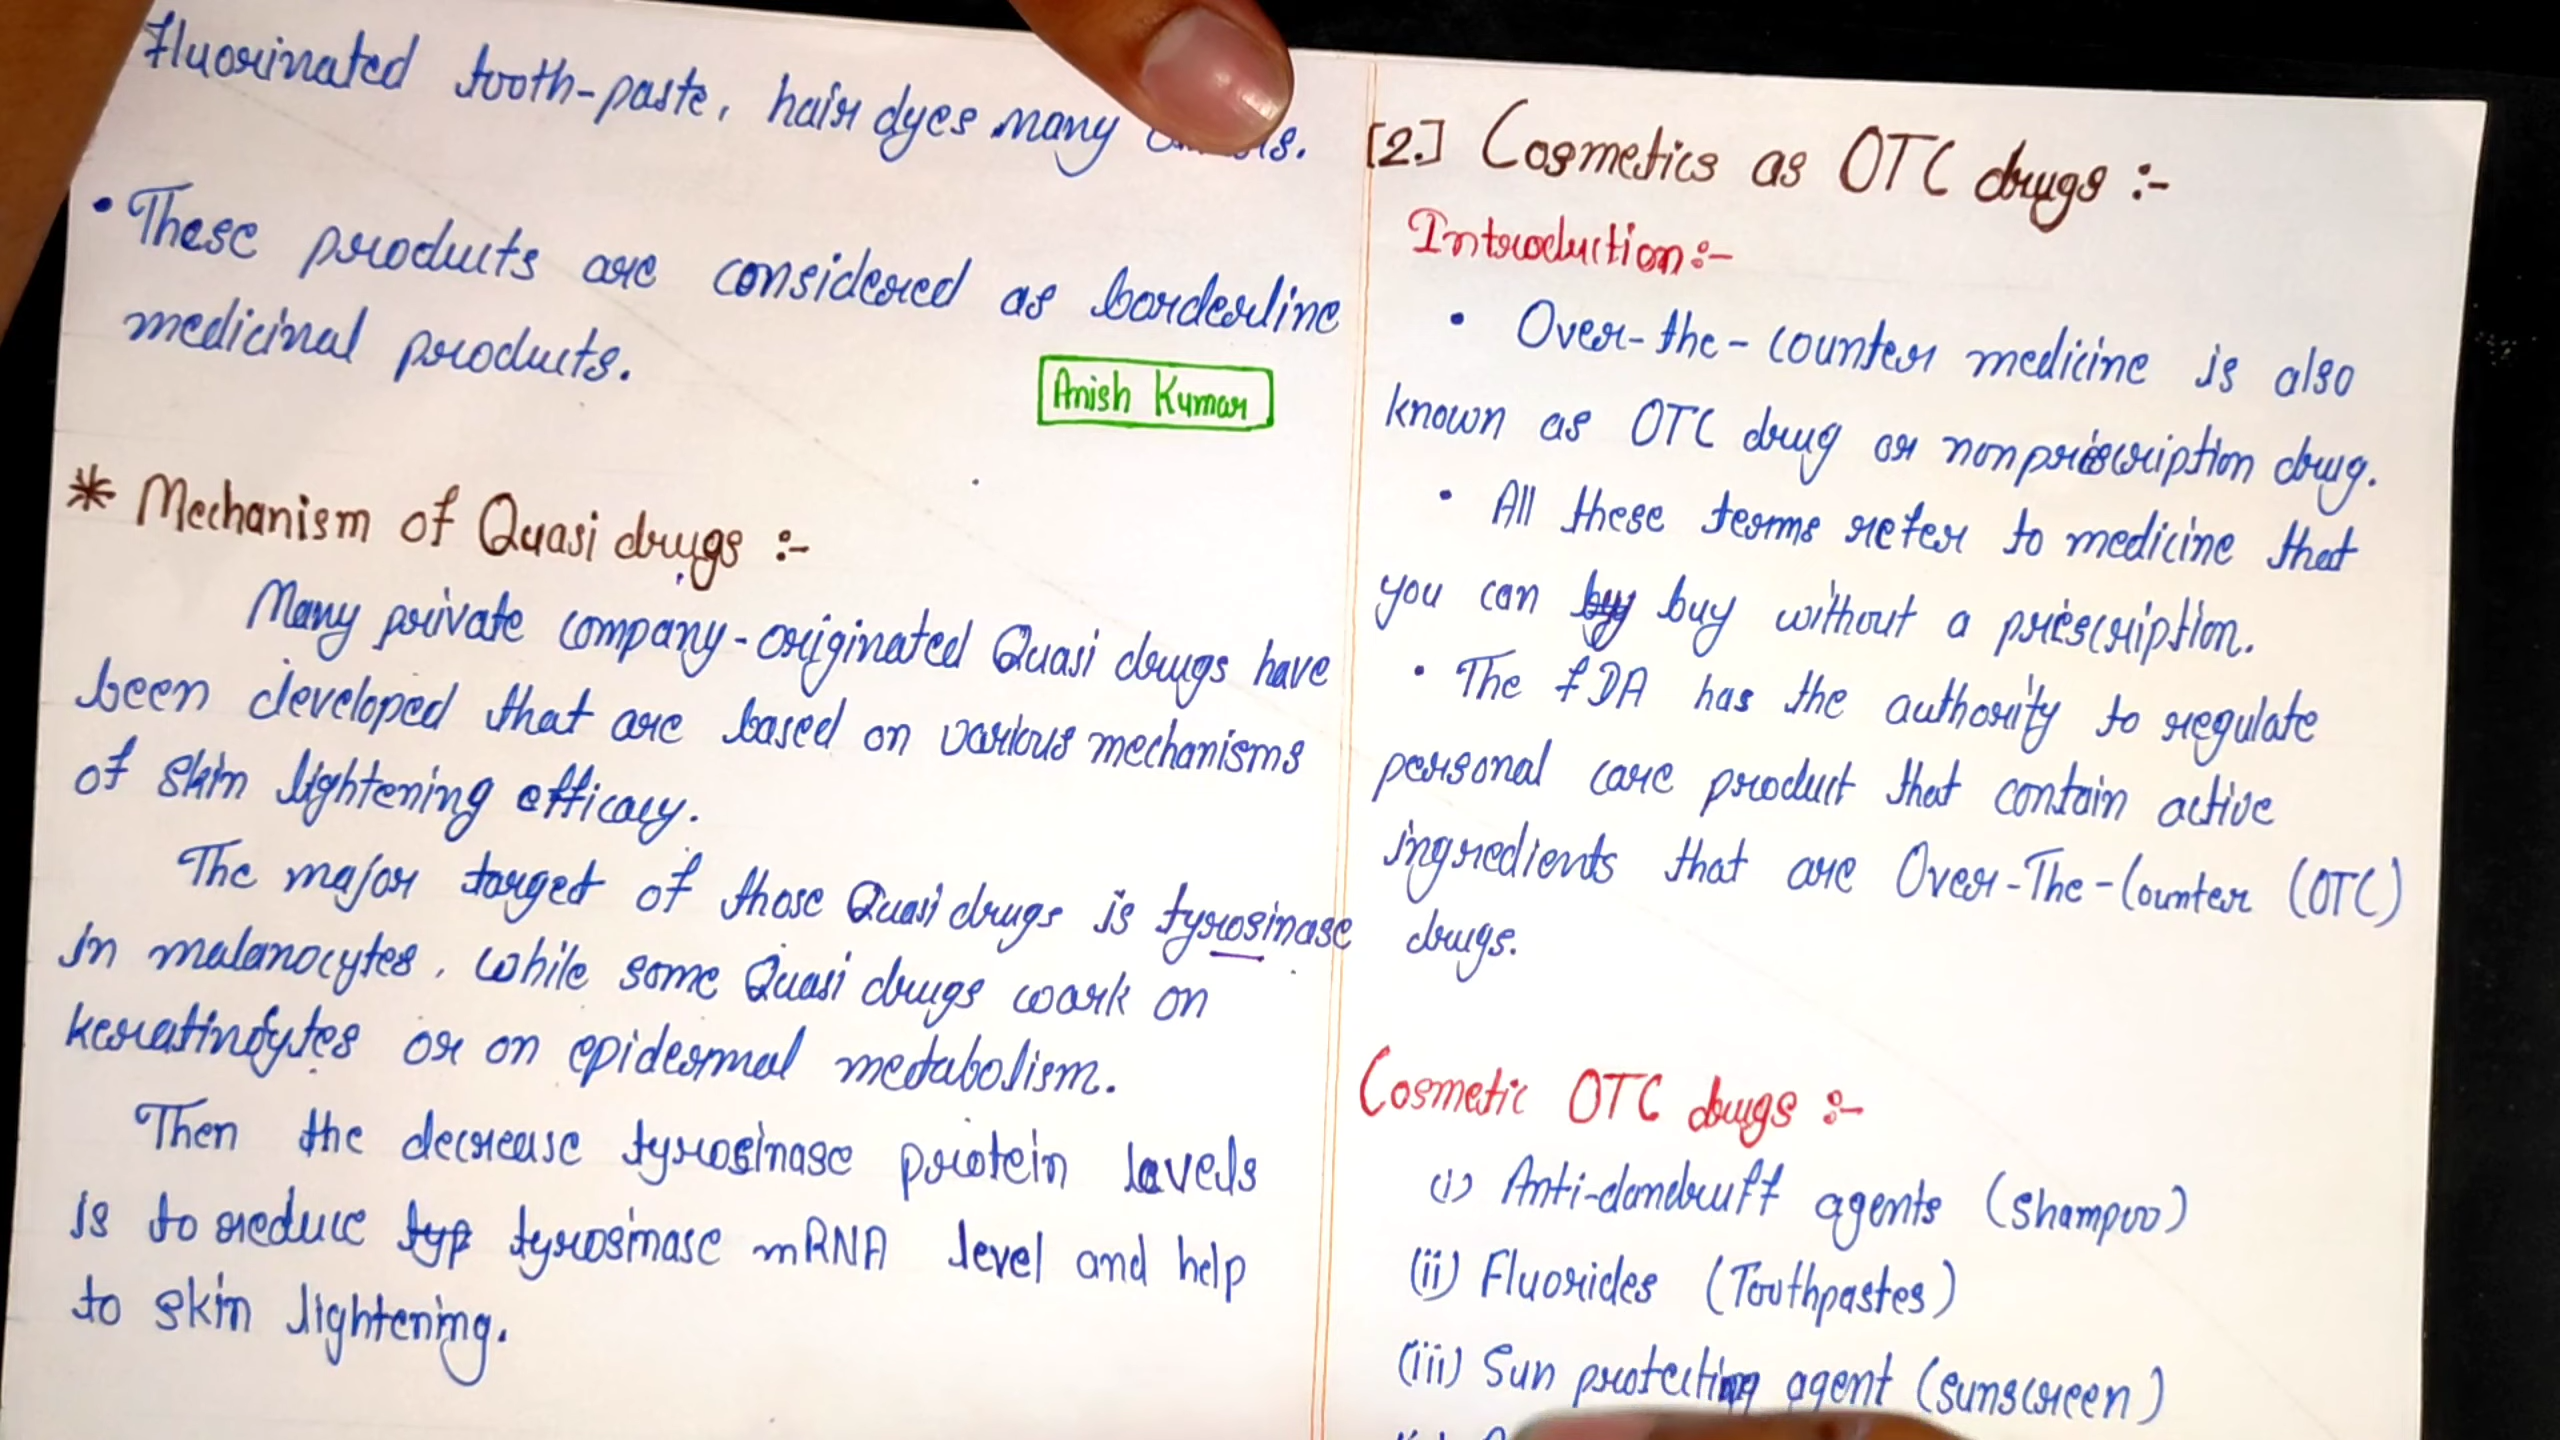 Fluorinated tooth-paste, hair dyes many
• These products are considered as borderline
medicinal products.
Anish Kumar
* Mechanism of Quasi drugs :-
Many private company-originated Quasi drugs have
been developed that are based on various mechanisms
of skin lightening efficacy.
The major target of those Quasi drugs is tyrosinase
in malanocytes, while some Quasi drugs work on
keratinoytes or on epidermal metabolism.
Then the decrease tyrosinase protein levels
is to reduce typ tyrosinase mRNA level and help
to skin lightening.
[2.] Cosmetics as OTC drugs :-
Introduction:-
• Over-the-counter medicine is also
known as OTC drug or nonprescription drug.
• All these terms refer to medicine that
you can by buy without a prescription.
• The FDA has the authority to regulate
personal care product that contain active
ingredients that are Over-The-Counter (OTC)
drugs.
Cosmetic OTC drugs :-
(i) Anti-dandruff agents (Shampoo)
(ii) Fluorides (Toothpastes)
(iii) Sun protecting agent (sunscreen)